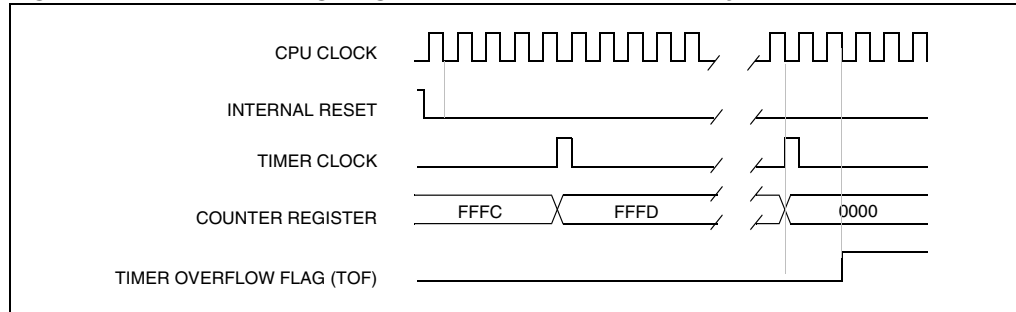 CPU CLOCK
INTERNAL RESET
TIMER CLOCK
COUNTER REGISTER FFFC FFFD 0000
TIMER OVERFLOW FLAG (TOF)